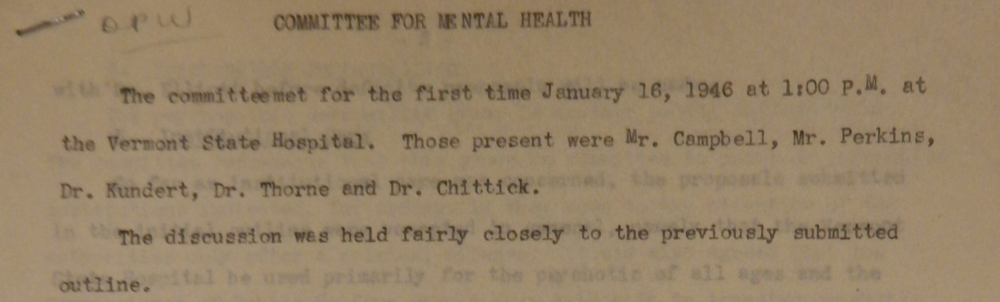 OPW COMMITTEE FOR MENTAL HEALTH
The committeemet for the first time January 16, 1946 at 1:00 P.M. at
the Vermont State Hospital. Those present were Mr. Campbell, Mr. Perkins,
Dr. Kundert, Dr. Thorne and Dr. Chittick.
The discussion was held fairly closely to the previously submitted
outline.